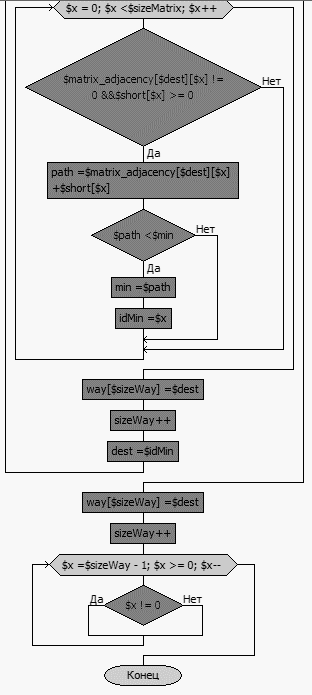 $x = 0; $x <$sizeMatrix; $x++
$matrix_adjacency[$dest][$x] !=
0 &&$short[$x] >= 0
Нет
Да
path =$matrix_adjacency[$dest][$x]
+$short[$x]
$path <$min
Нет
Да
min =$path
idMin =$x
way[$sizeWay] =$dest
sizeWay++
dest =$idMin
way[$sizeWay] =$dest
sizeWay++
$x =$sizeWay - 1; $x >= 0; $x--
Да
$x != 0
Нет
Конец